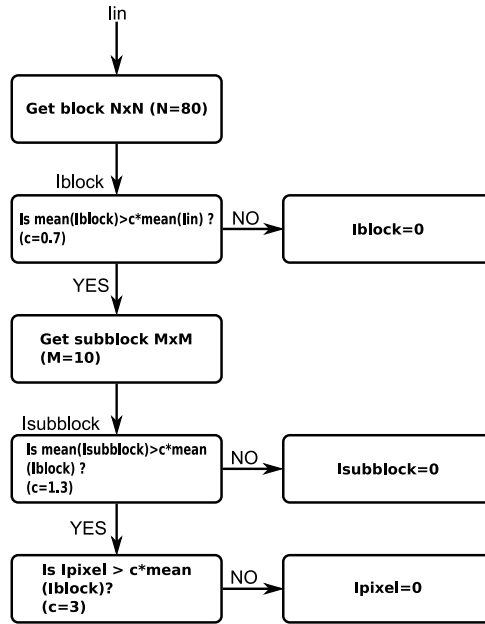 Iin
Get block NxN (N=80)
Iblock
Is mean(Iblock)>c*mean(Iin) ?
(c=0.7)
NO
Iblock=0
YES
Get subblock MxM
(M=10)
Isubblock
Is mean(Isubblock)>c*mean
(Iblock) ?
(c=1.3)
NO
Isubblock=0
YES
Is Ipixel > c*mean
(Iblock)?
(c=3)
NO
Ipixel=0